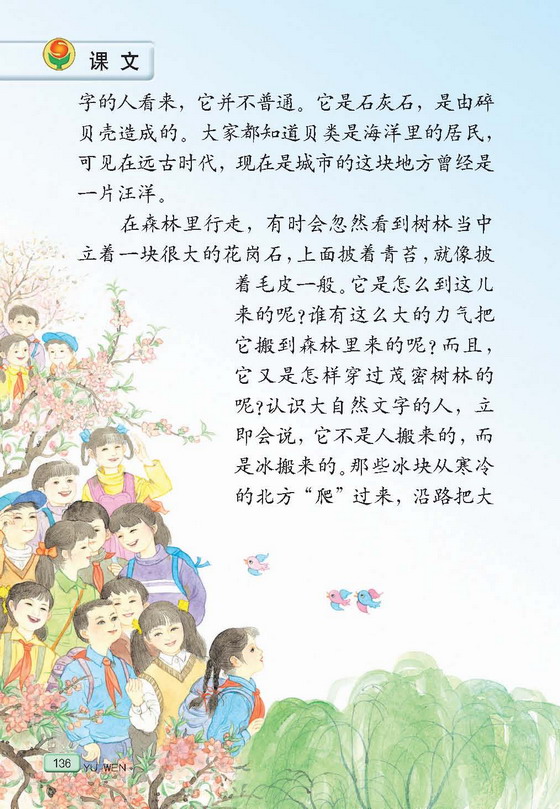 课文
字的人看来，它并不普通。它是石灰石，是由碎
贝壳造成的。大家都知道贝类是海洋里的居民，
可见在远古时代，现在是城市的这块地方曾经是
一片汪洋。
在森林里行走，有时会忽然看到树林当中
立着一块很大的花岗石，上面披着青苔，就像披
着毛皮一般。它是怎么到这儿
来的呢？谁有这么大的力气把
它搬到森林里来的呢？而且，
它又是怎样穿过茂密树林的
呢？认识大自然文字的人，立
即会说，它不是人搬来的，而
是冰搬来的。那些冰块从寒冷
的北方“爬”过来，沿路把大
136
YU WEN